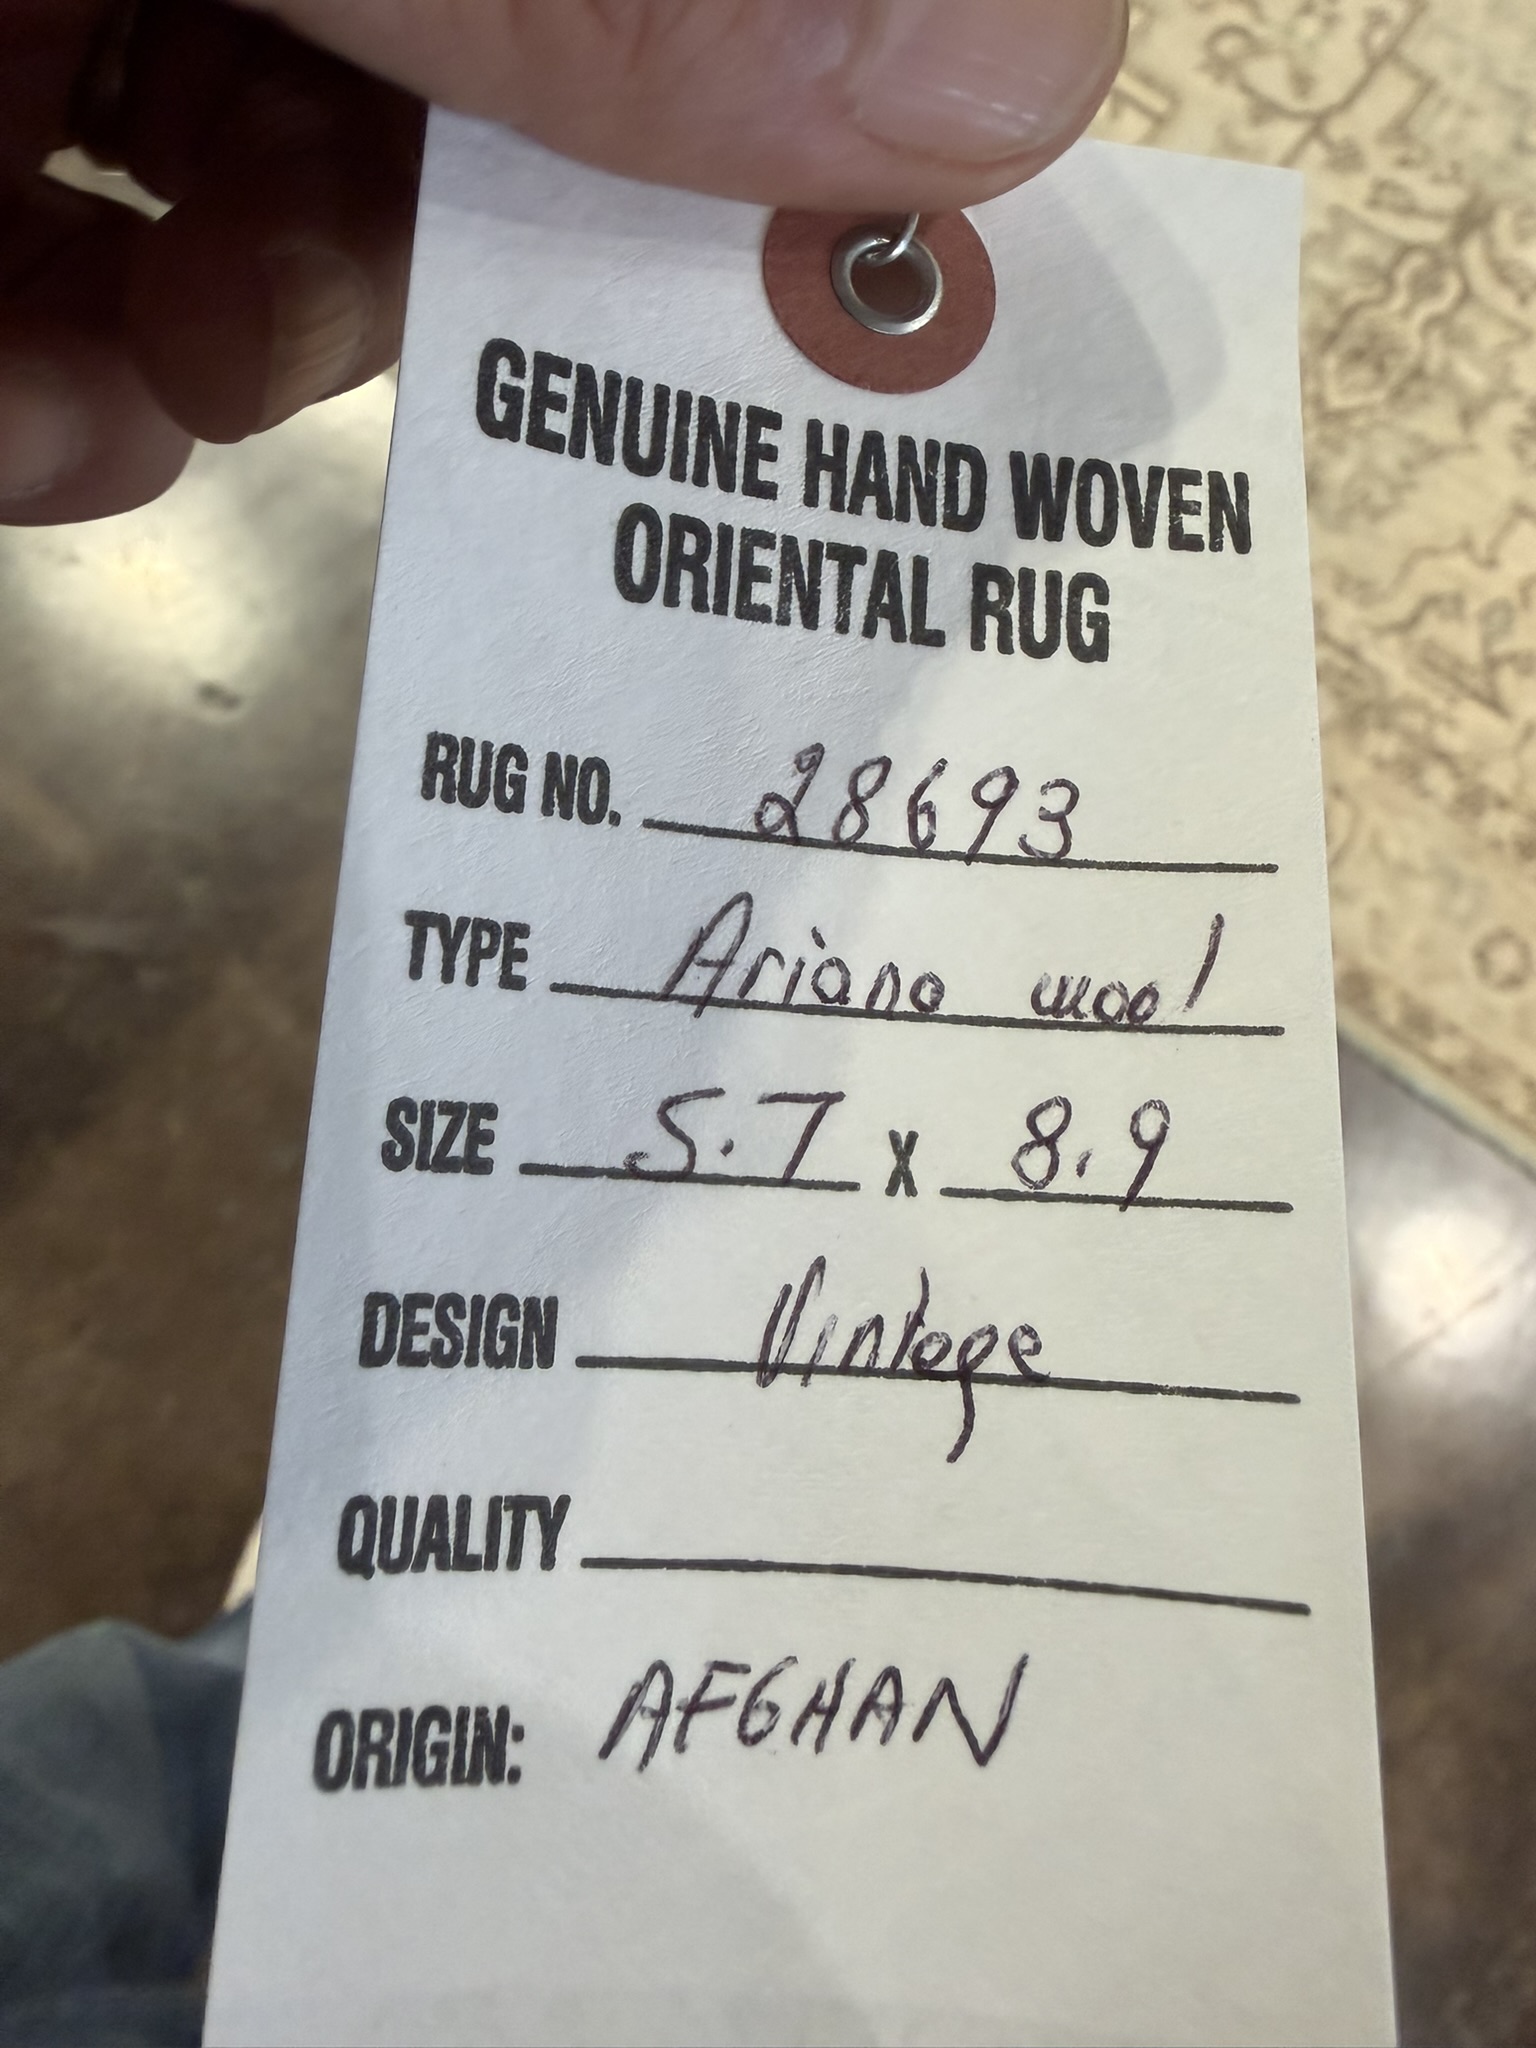 GENUINE HAND WOVEN
ORIENTAL RUG
RUG NO. 28693
TYPE Ariana wool
SIZE 5.7 X 8.9
DESIGN Vintage
QUALITY
ORIGIN: AFGHAN